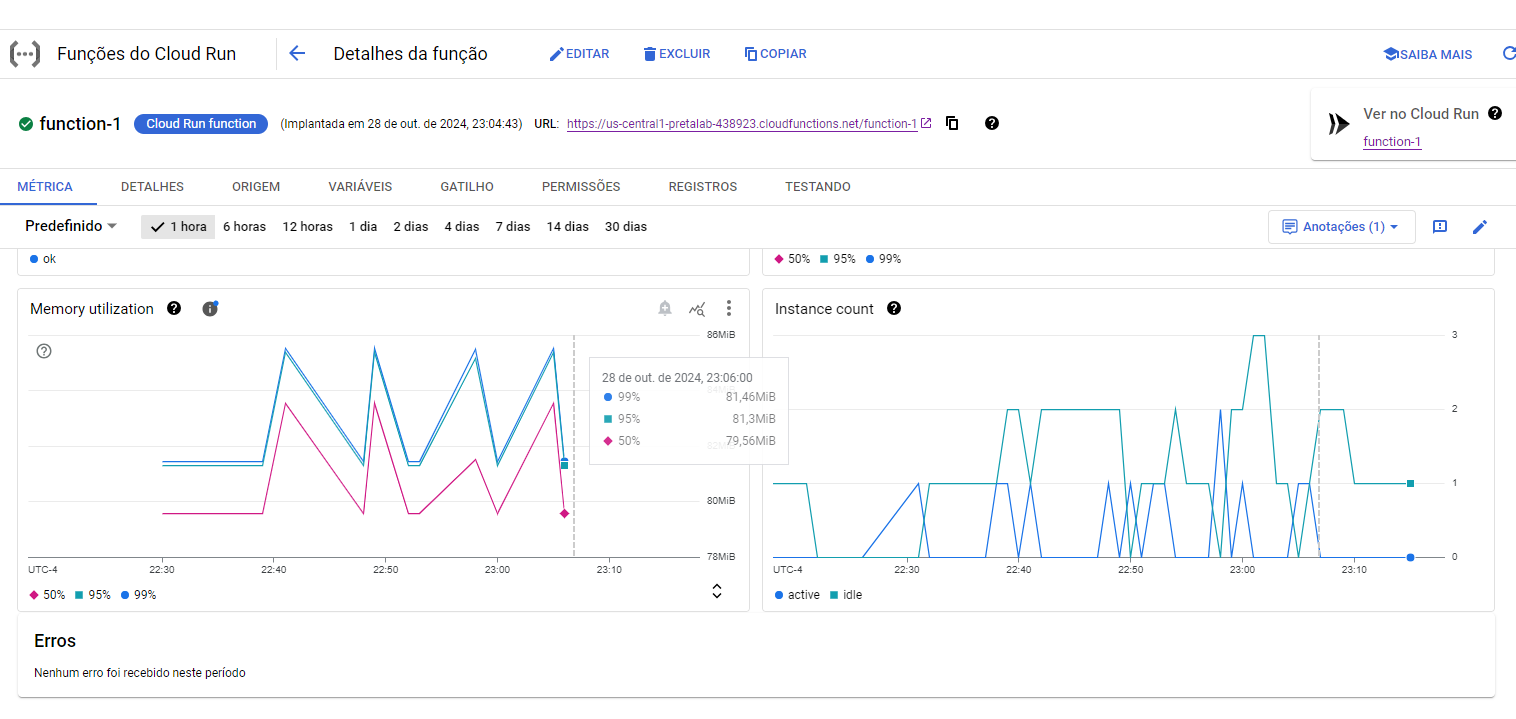 Funções do Cloud Run
Detalhes da função
EDITAR
EXCLUIR
COPIAR
SAIBA MAIS
function-1
Cloud Run function
(Implantada em 28 de out. de 2024, 23:04:43)
URL:
https://us-central1-pretalab-438923.cloudfunctions.net/function-1
Ver no Cloud Run
function-1
MÉTRICA
DETALHES
ORIGEM
VARIÁVEIS
GATILHO
PERMISSÕES
REGISTROS
TESTANDO
Predefinido
1 hora
6 horas
12 horas
1 dia
2 dias
4 dias
7 dias
14 dias
30 dias
Anotações (1)
ok
50% 95% 99%
Memory utilization
86MiB
28 de out. de 2024, 23:06:00
99% 81,46MiB
95% 81,3MiB
50% 79,56MiB
80MiB
78MiB
UTC-4 22:30 22:40 22:50 23:00 23:10
50% 95% 99%
Instance count
3
2
1
0
UTC-4 22:30 22:40 22:50 23:00 23:10
active idle
Erros
Nenhum erro foi recebido neste período